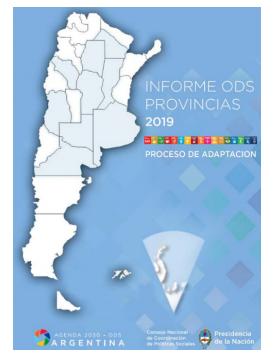 INFORME ODS
PROVINCIAS
2019
PROCESO DE ADAPTACION
AGENDA 2030 - ODS
ARGENTINA
Consejo Nacional
de Coordinación
de Políticas Sociales
Presidencia
de la Nación